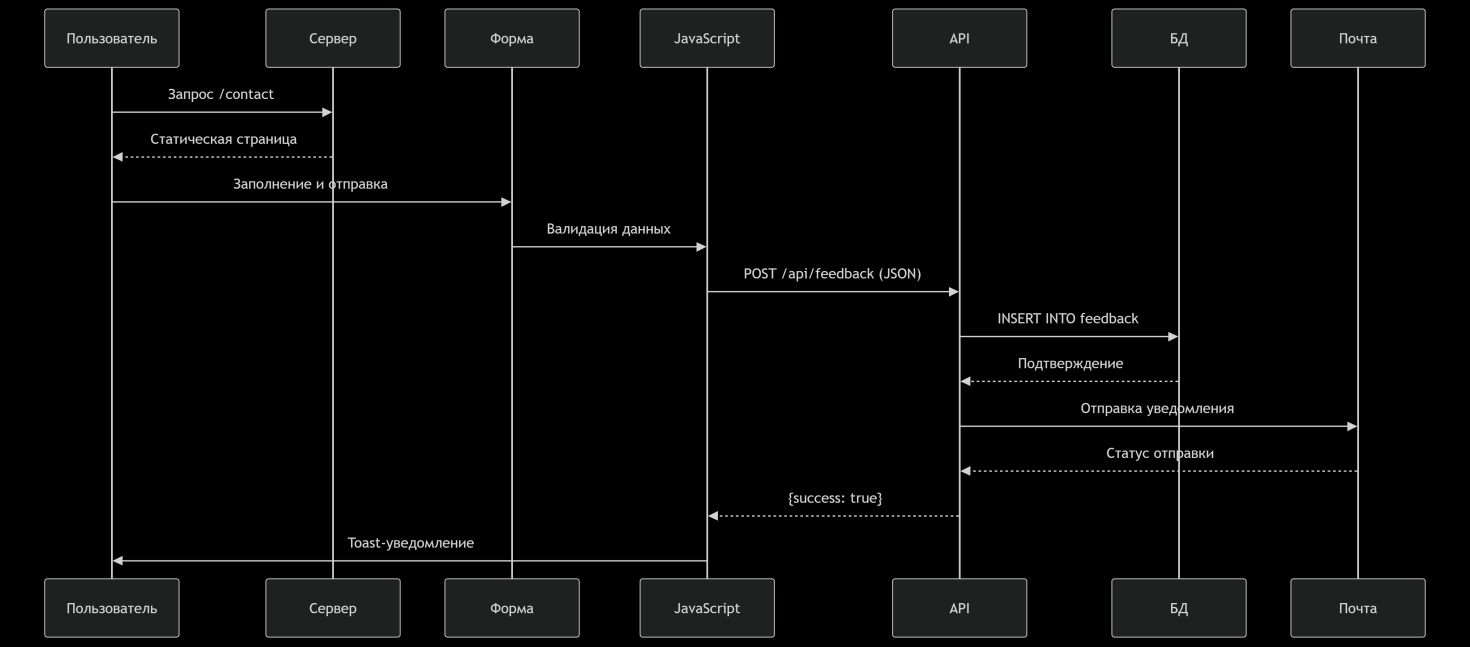 Пользователь
Сервер
Форма
JavaScript
API
БД
Почта
Запрос /contact
Статическая страница
Заполнение и отправка
Валидация данных
POST /api/feedback (JSON)
INSERT INTO feedback
Подтверждение
Отправка уведомления
Статус отправки
{success: true}
Toast-уведомление
Пользователь
Сервер
Форма
JavaScript
API
БД
Почта